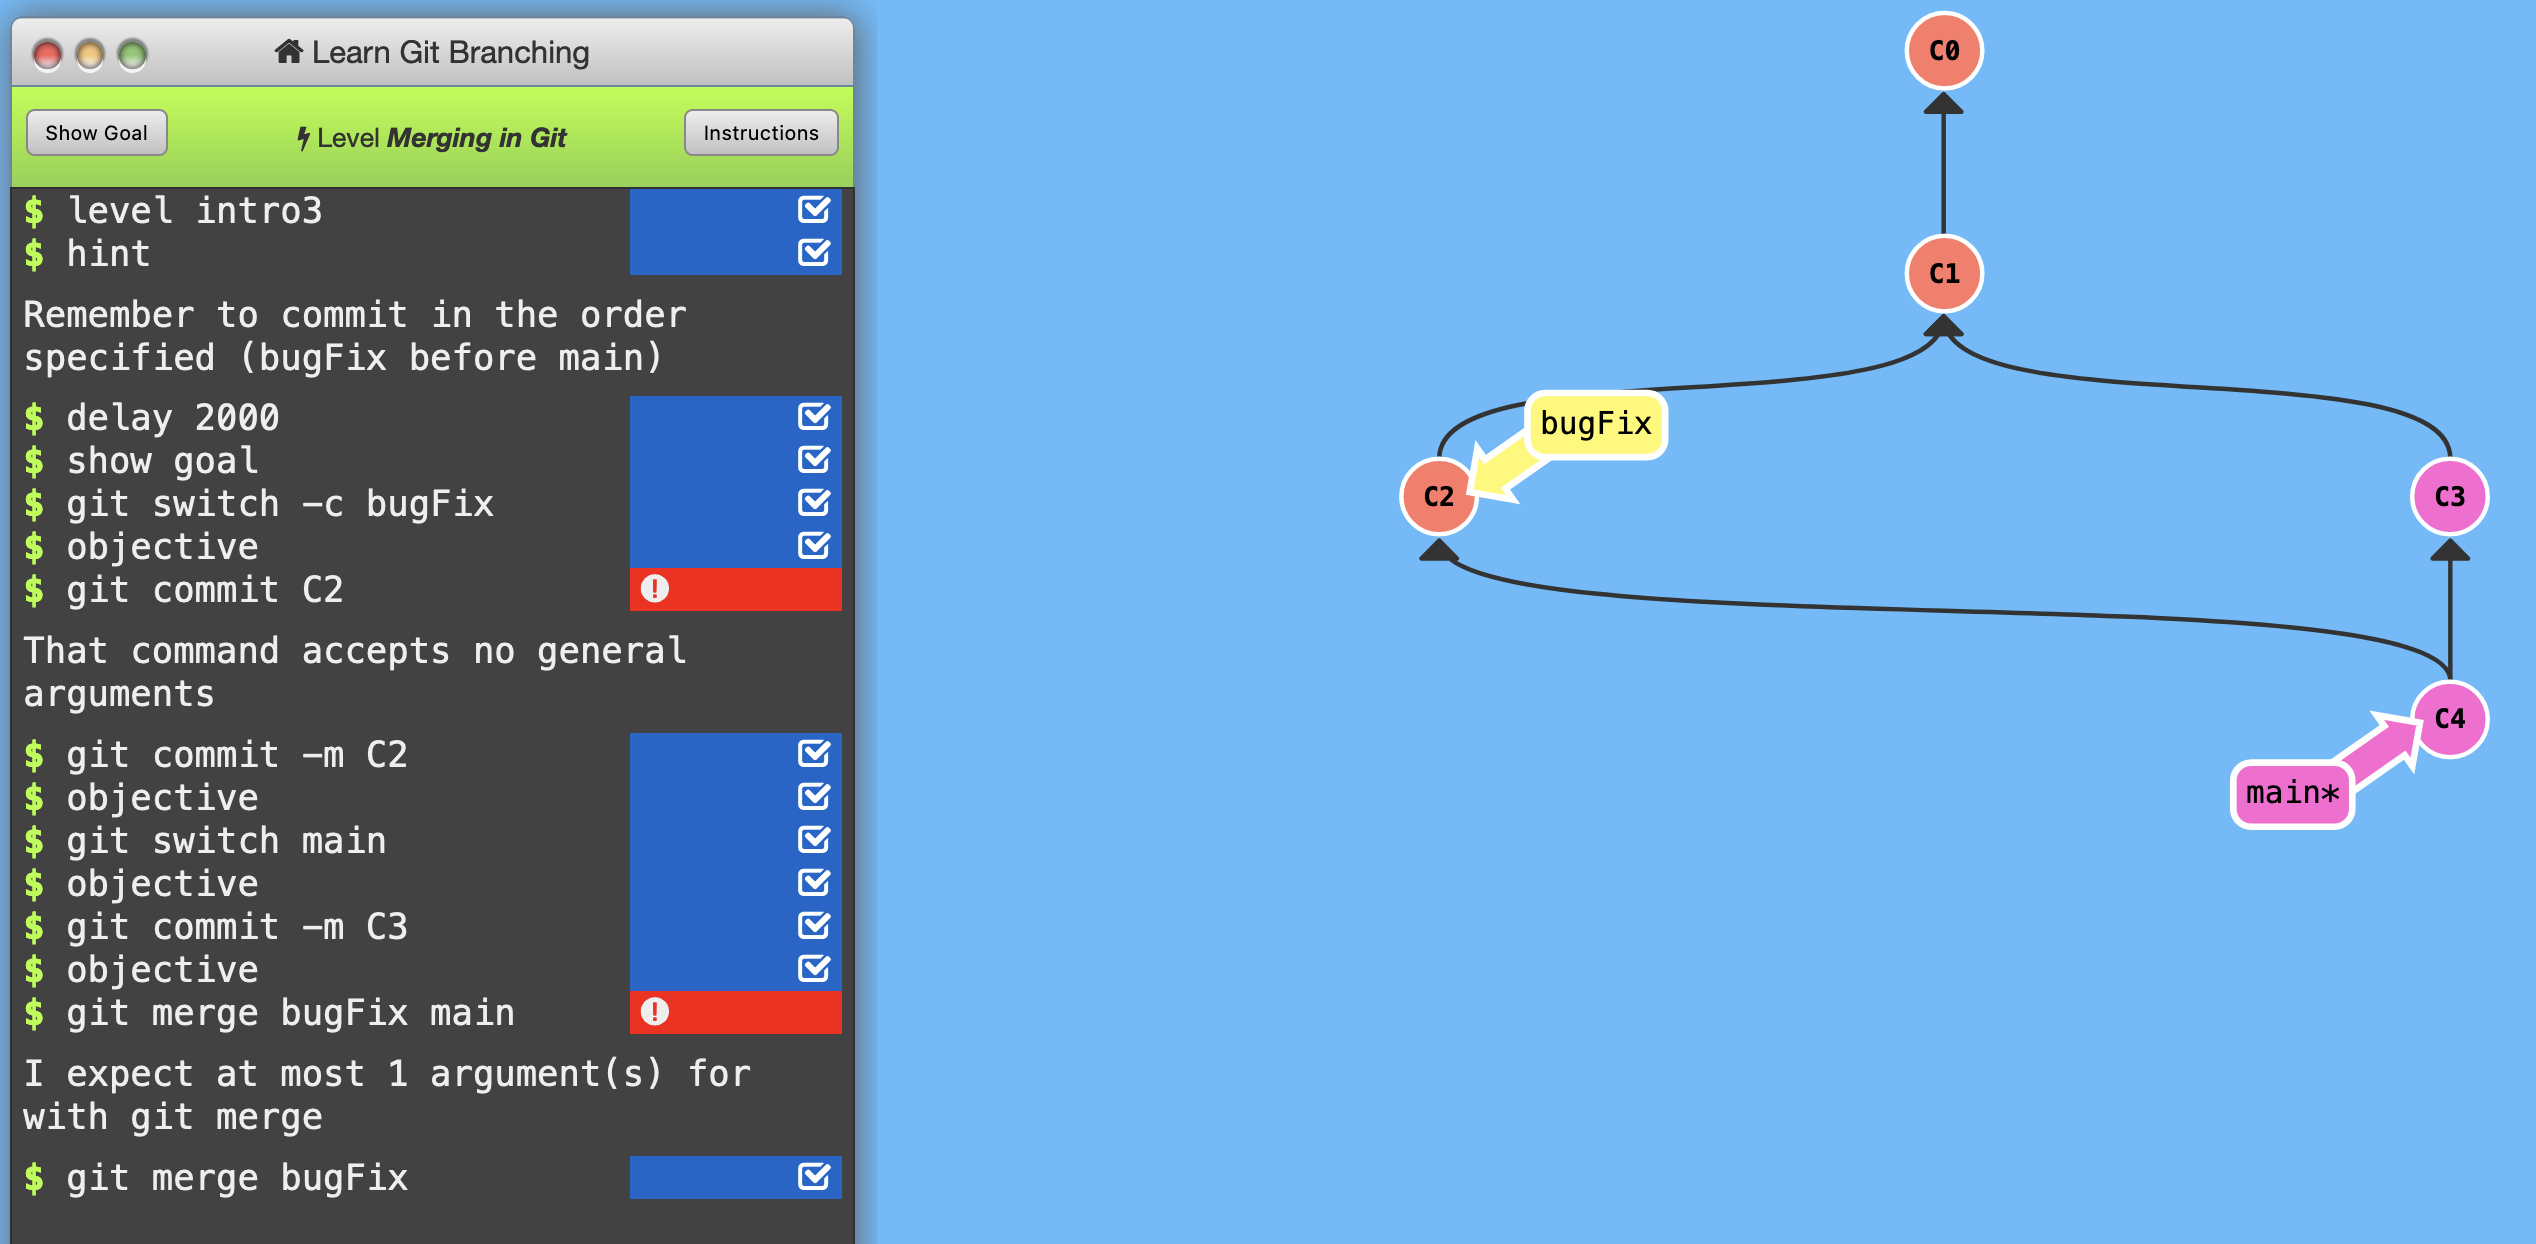 Learn Git Branching
Show Goal
Level Merging in Git
Instructions
$ level intro3
$ hint
Remember to commit in the order
specified (bugFix before main)
$ delay 2000
$ show goal
$ git switch -c bugFix
$ objective
$ git commit C2
That command accepts no general
arguments
$ git commit -m C2
$ objective
$ git switch main
$ objective
$ git commit -m C3
$ objective
$ git merge bugFix main
I expect at most 1 argument(s) for
with git merge
$ git merge bugFix
C0
C1
bugFix
C2
C3
C4
main*